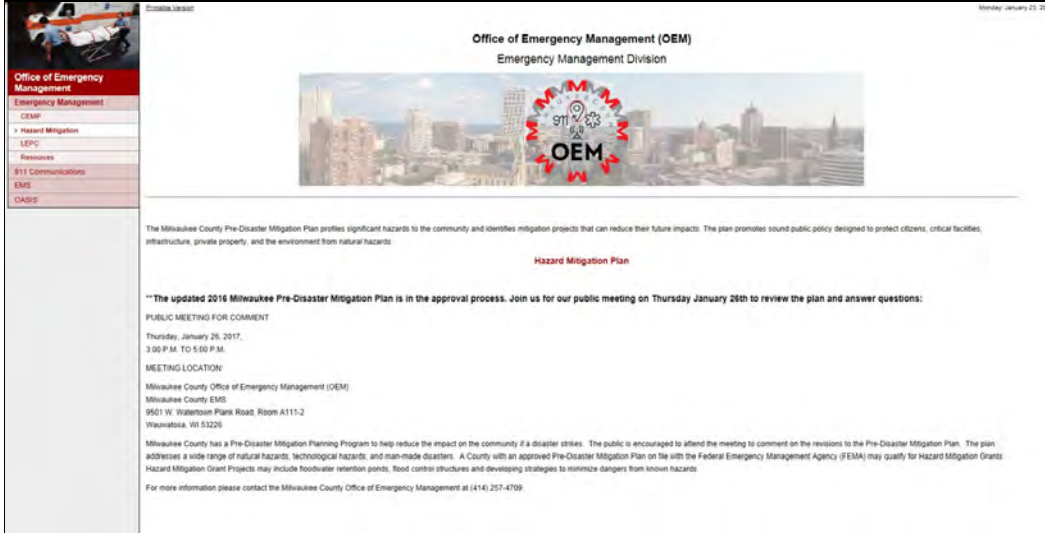 Printable Version
Monday, January 23, 20
Office of Emergency
Management
Emergency Management
CEMP
> Hazard Mitigation
LEPC
Resources
911 Communications
EMS
OASIS
Office of Emergency Management (OEM)
Emergency Management Division
911
OEM
The Milwaukee County Pre-Disaster Mitigation Plan profiles significant hazards to the community and identifies mitigation projects that can reduce their future impacts. The plan promotes sound public policy designed to protect citizens, critical facilities,
infrastructure, private property, and the environment from natural hazards.
Hazard Mitigation Plan
**The updated 2016 Milwaukee Pre-Disaster Mitigation Plan is in the approval process. Join us for our public meeting on Thursday January 26th to review the plan and answer questions:
PUBLIC MEETING FOR COMMENT
Thursday, January 26, 2017,
3:00 P.M. TO 5:00 P.M.
MEETING LOCATION:
Milwaukee County Office of Emergency Management (OEM)
Milwaukee County EMS
9501 W. Watertown Plank Road, Room A111-2
Wauwatosa, WI 53226
Milwaukee County has a Pre-Disaster Mitigation Planning Program to help reduce the impact on the community if a disaster strikes. The public is encouraged to attend the meeting to comment on the revisions to the Pre-Disaster Mitigation Plan. The plan
addresses a wide range of natural hazards, technological hazards, and man-made disasters. A County with an approved Pre-Disaster Mitigation Plan on file with the Federal Emergency Management Agency (FEMA) may qualify for Hazard Mitigation Grants.
Hazard Mitigation Grant Projects may include floodwater retention ponds, flood control structures and developing strategies to minimize dangers from known hazards.
For more information please contact the Milwaukee County Office of Emergency Management at (414) 257-4709.